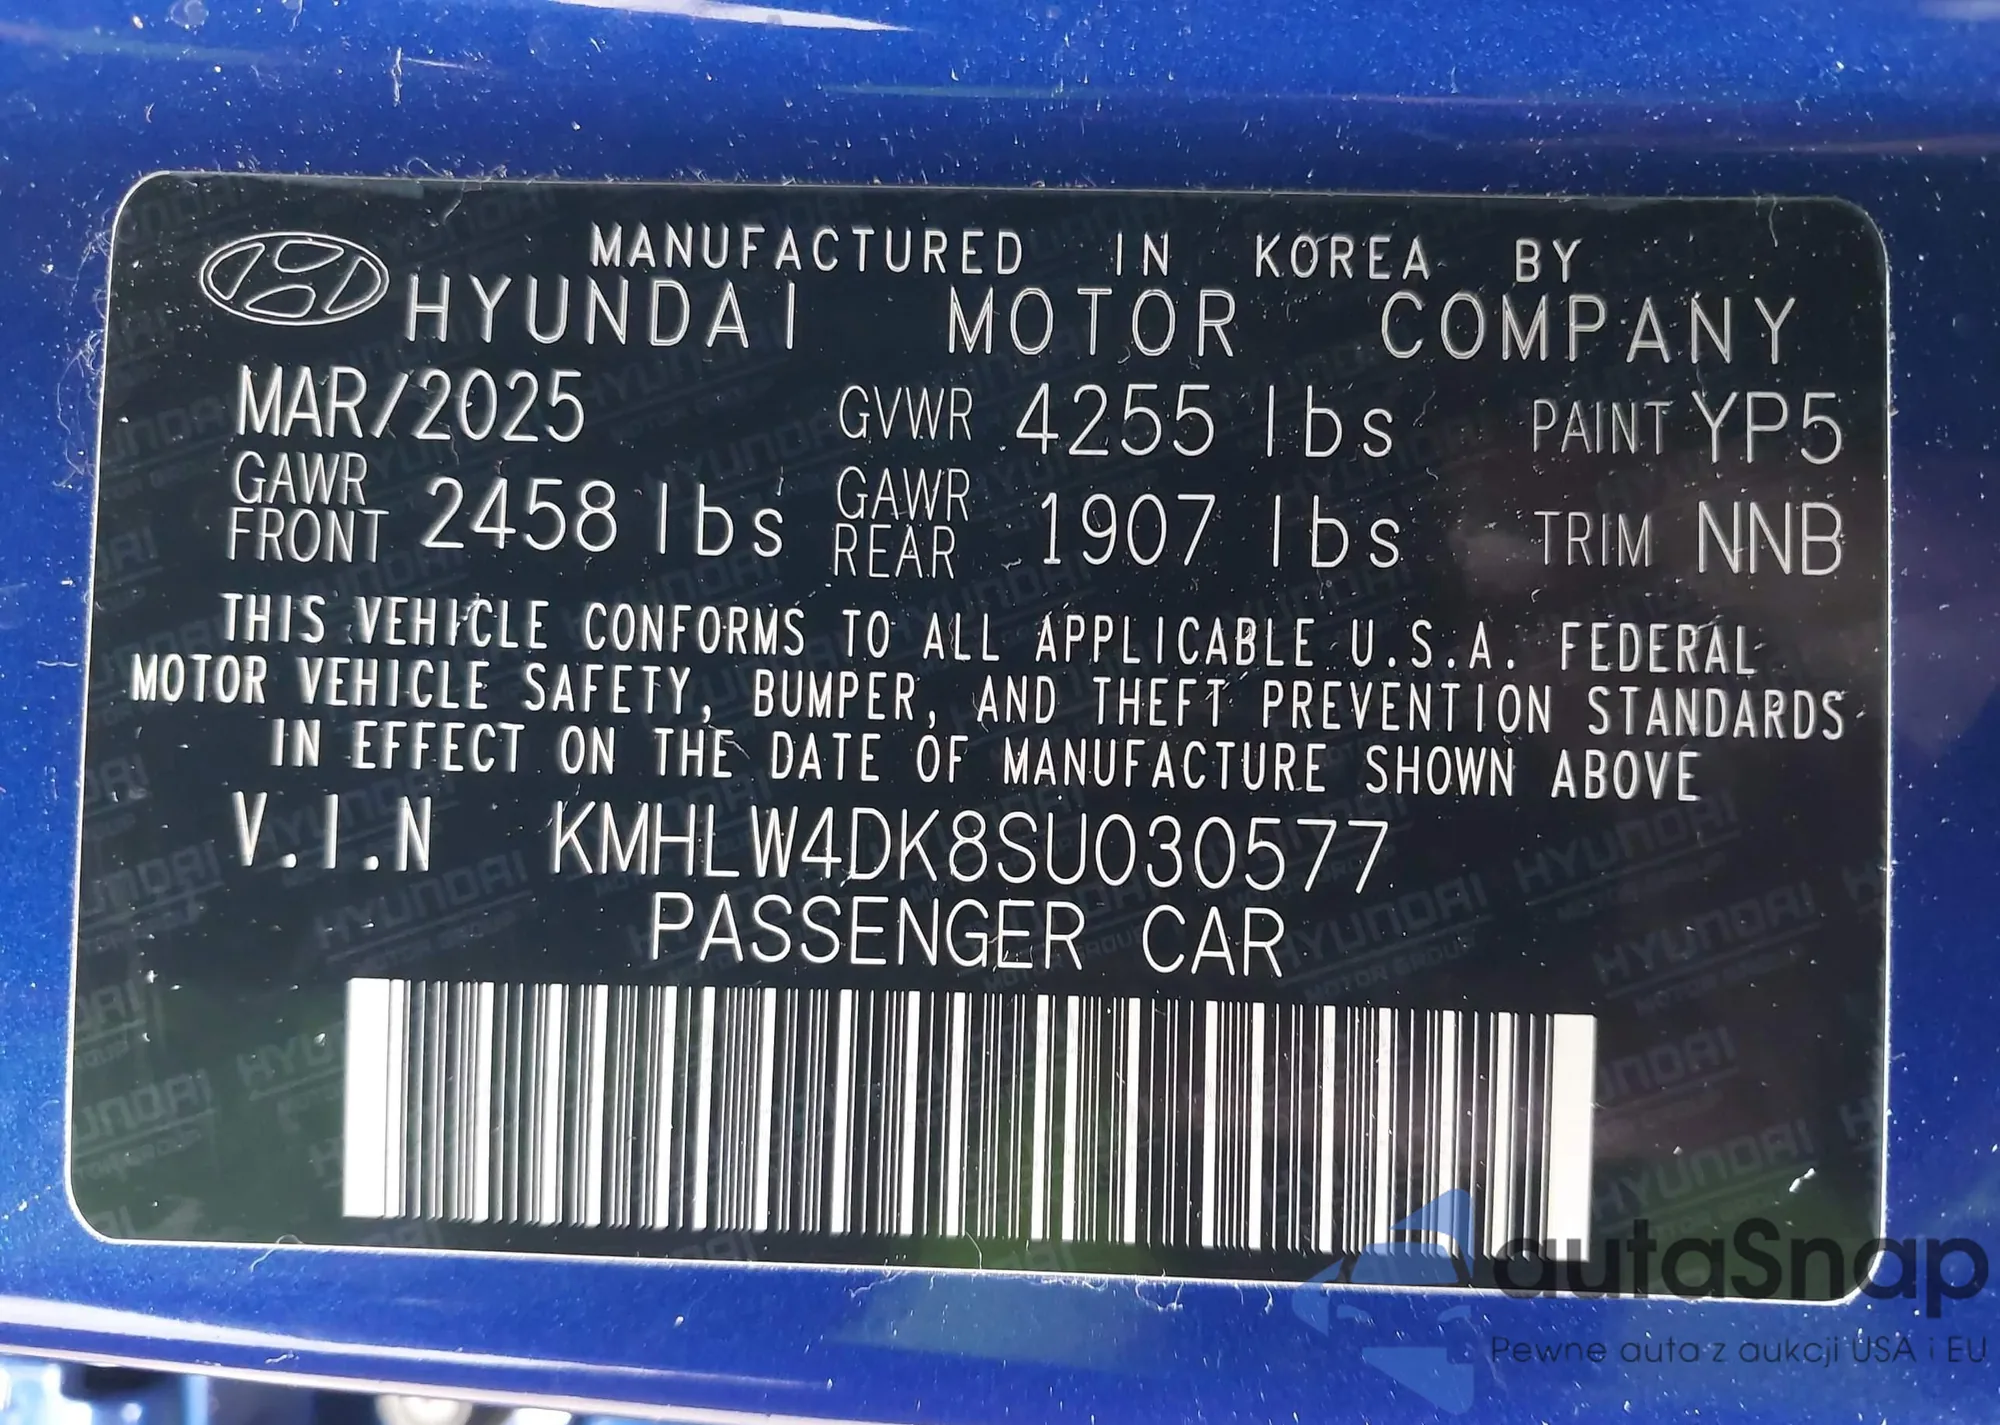 MANUFACTURED IN KOREA BY
HYUNDAI MOTOR COMPANY
MAR/2025 GVWR 4255 lbs PAINT YP5
GAWR FRONT 2458 lbs GAWR REAR 1907 lbs TRIM NNB
THIS VEHICLE CONFORMS TO ALL APPLICABLE U.S.A. FEDERAL
MOTOR VEHICLE SAFETY, BUMPER, AND THEFT PREVENTION STANDARDS
IN EFFECT ON THE DATE OF MANUFACTURE SHOWN ABOVE
V.I.N KMHLW4DK8SU030577
PASSENGER CAR
autaSnap
Pewne auta z aukcji USA i EU